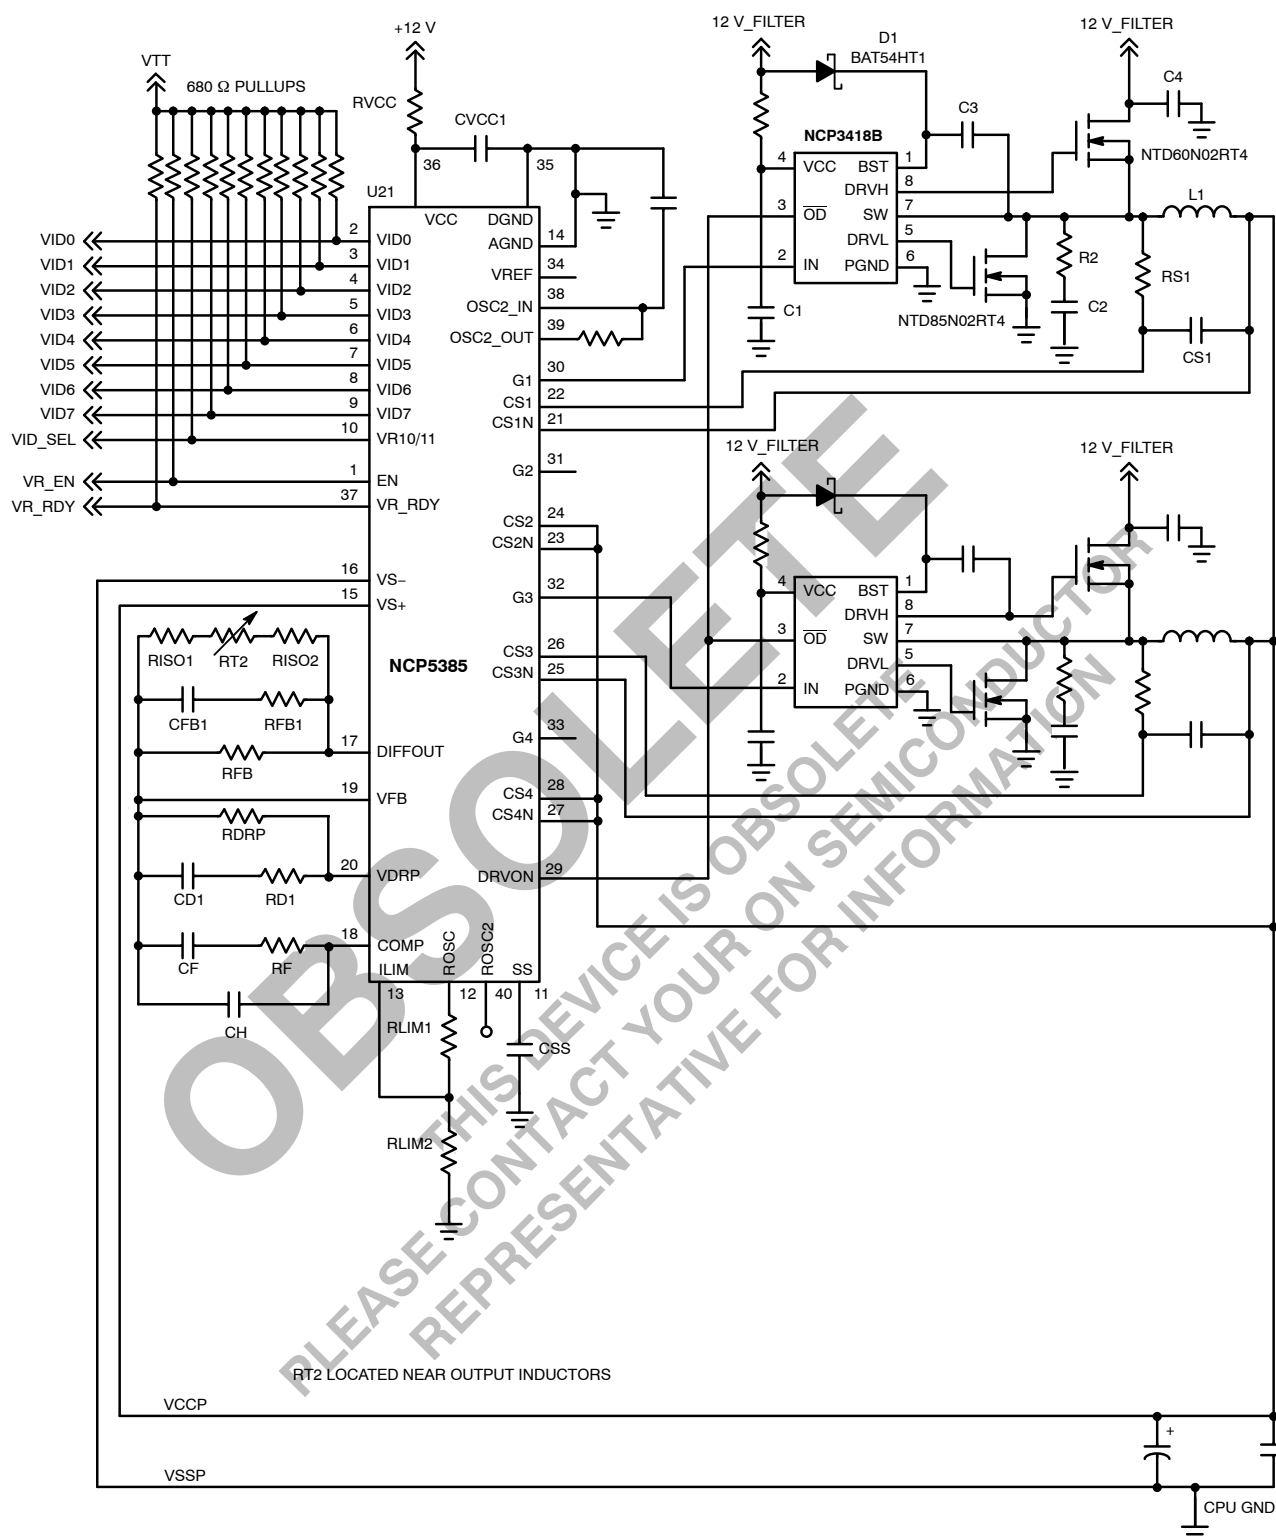 +12 V
12 V_FILTER
D1
BAT54HT1
12 V_FILTER
VTT
680 Ω PULLUPS
RVCC
CVCC1
C3
C4
NCP3418B
NTD60N02RT4
36
35
U21
VCC
DGND
4
VCC
BST
1
DRVH
8
3
OD
SW
7
L1
DRVL
5
2
IN
PGND
6
R2
RS1
C1
NTD85N02RT4
C2
CS1
VID0
2
VID0
AGND
14
VID1
3
VID1
VREF
34
VID2
4
VID2
OSC2_IN
38
VID3
5
VID3
OSC2_OUT
39
VID4
6
VID4
VID5
7
VID5
G1
30
VID6
8
VID6
CS1
22
VID7
9
VID7
CS1N
21
VID_SEL
10
VR10/11
G2
31
VR_EN
1
EN
VR_RDY
37
VR_RDY
CS2
24
CS2N
23
12 V_FILTER
12 V_FILTER
16
VS−
G3
32
15
VS+
4
VCC
BST
1
DRVH
8
3
OD
SW
7
DRVL
5
2
IN
PGND
6
RISO1
RT2
RISO2
NCP5385
CS3
26
CS3N
25
CFB1
RFB1
17
DIFFOUT
G4
33
RFB
19
VFB
CS4
28
CS4N
27
RDRP
20
VDRP
DRVON
29
CD1
RD1
18
COMP
CF
RF
ILIM
ROSC
ROSC2
SS
13
12
40
11
CH
RLIM1
CSS
RLIM2
OBSOLETE
THIS DEVICE IS OBSOLETE
PLEASE CONTACT YOUR ON SEMICONDUCTOR
REPRESENTATIVE FOR INFORMATION
RT2 LOCATED NEAR OUTPUT INDUCTORS
VCCP
+
VSSP
CPU GND